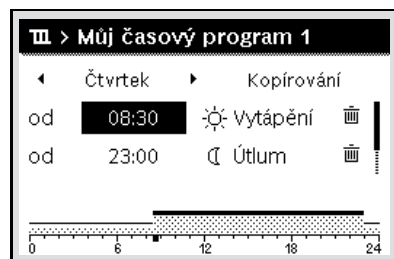 > Můj časový program 1
Čtvrtek Kopírování
od 08:30 Vytápění
od 23:00 Útlum
0 6 12 18 24